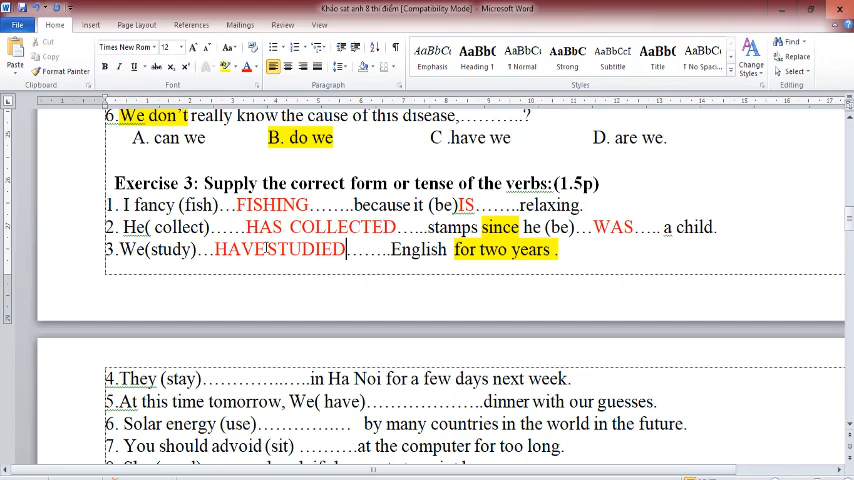 Khảo sat anh 8 thi điểm [Compatibility Mode] - Microsoft Word
File Home Insert Page Layout References Mailings Review View
Paste
Cut
Copy
Format Painter
Clipboard
Times New Rom 12
Font
Paragraph
AaBbCc AaBbC AaBbCc AaBbCc AaBbCcI AaBbC AaBbCc
Emphasis Heading 1 ¶ Normal Strong Subtitle Title ¶ No Spaci...
Styles
Change Styles
Find
Replace
Select
Editing
6.We don't really know the cause of this disease,………..?
A. can we B. do we C .have we D. are we.
Exercise 3: Supply the correct form or tense of the verbs:(1.5p)
1. I fancy (fish)…FISHING……..because it (be)IS……..relaxing.
2. He( collect)……HAS COLLECTED…...stamps since he (be)…WAS….. a child.
3.We(study)…HAVESTUDIED……..English for two years .
4.They (stay)…………..…..in Ha Noi for a few days next week.
5.At this time tomorrow, We( have)………………..dinner with our guesses.
6. Solar energy (use)…………… by many countries in the world in the future.
7. You should advoid (sit) ……….at the computer for too long.